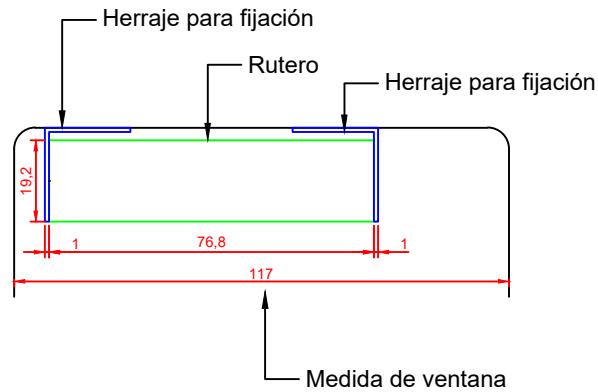 Herraje para fijación
Rutero
Herraje para fijación
19,2
1
76,8
1
117
Medida de ventana